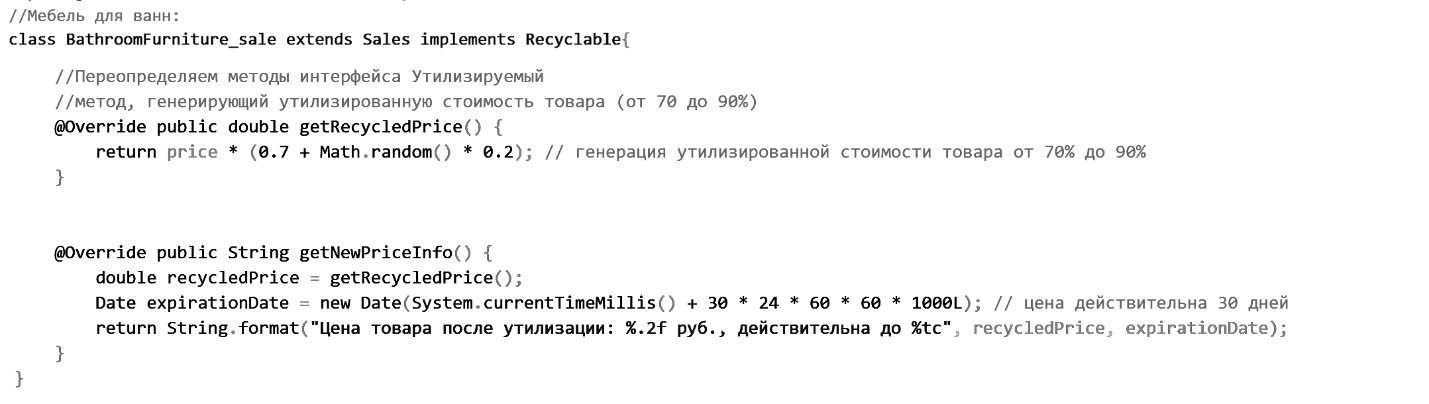 //Мебель для ванн:
class BathroomFurniture_sale extends Sales implements Recyclable{
//Переопределяем методы интерфейса Утилизируемый
//метод, генерирующий утилизированную стоимость товара (от 70 до 90%)
@Override public double getRecycledPrice() {
return price * (0.7 + Math.random() * 0.2); // генерация утилизированной стоимости товара от 70% до 90%
}
@Override public String getNewPriceInfo() {
double recycledPrice = getRecycledPrice();
Date expirationDate = new Date(System.currentTimeMillis() + 30 * 24 * 60 * 60 * 1000L); // цена действительна 30 дней
return String.format("Цена товара после утилизации: %.2f руб., действительна до %tc", recycledPrice, expirationDate);
}
}